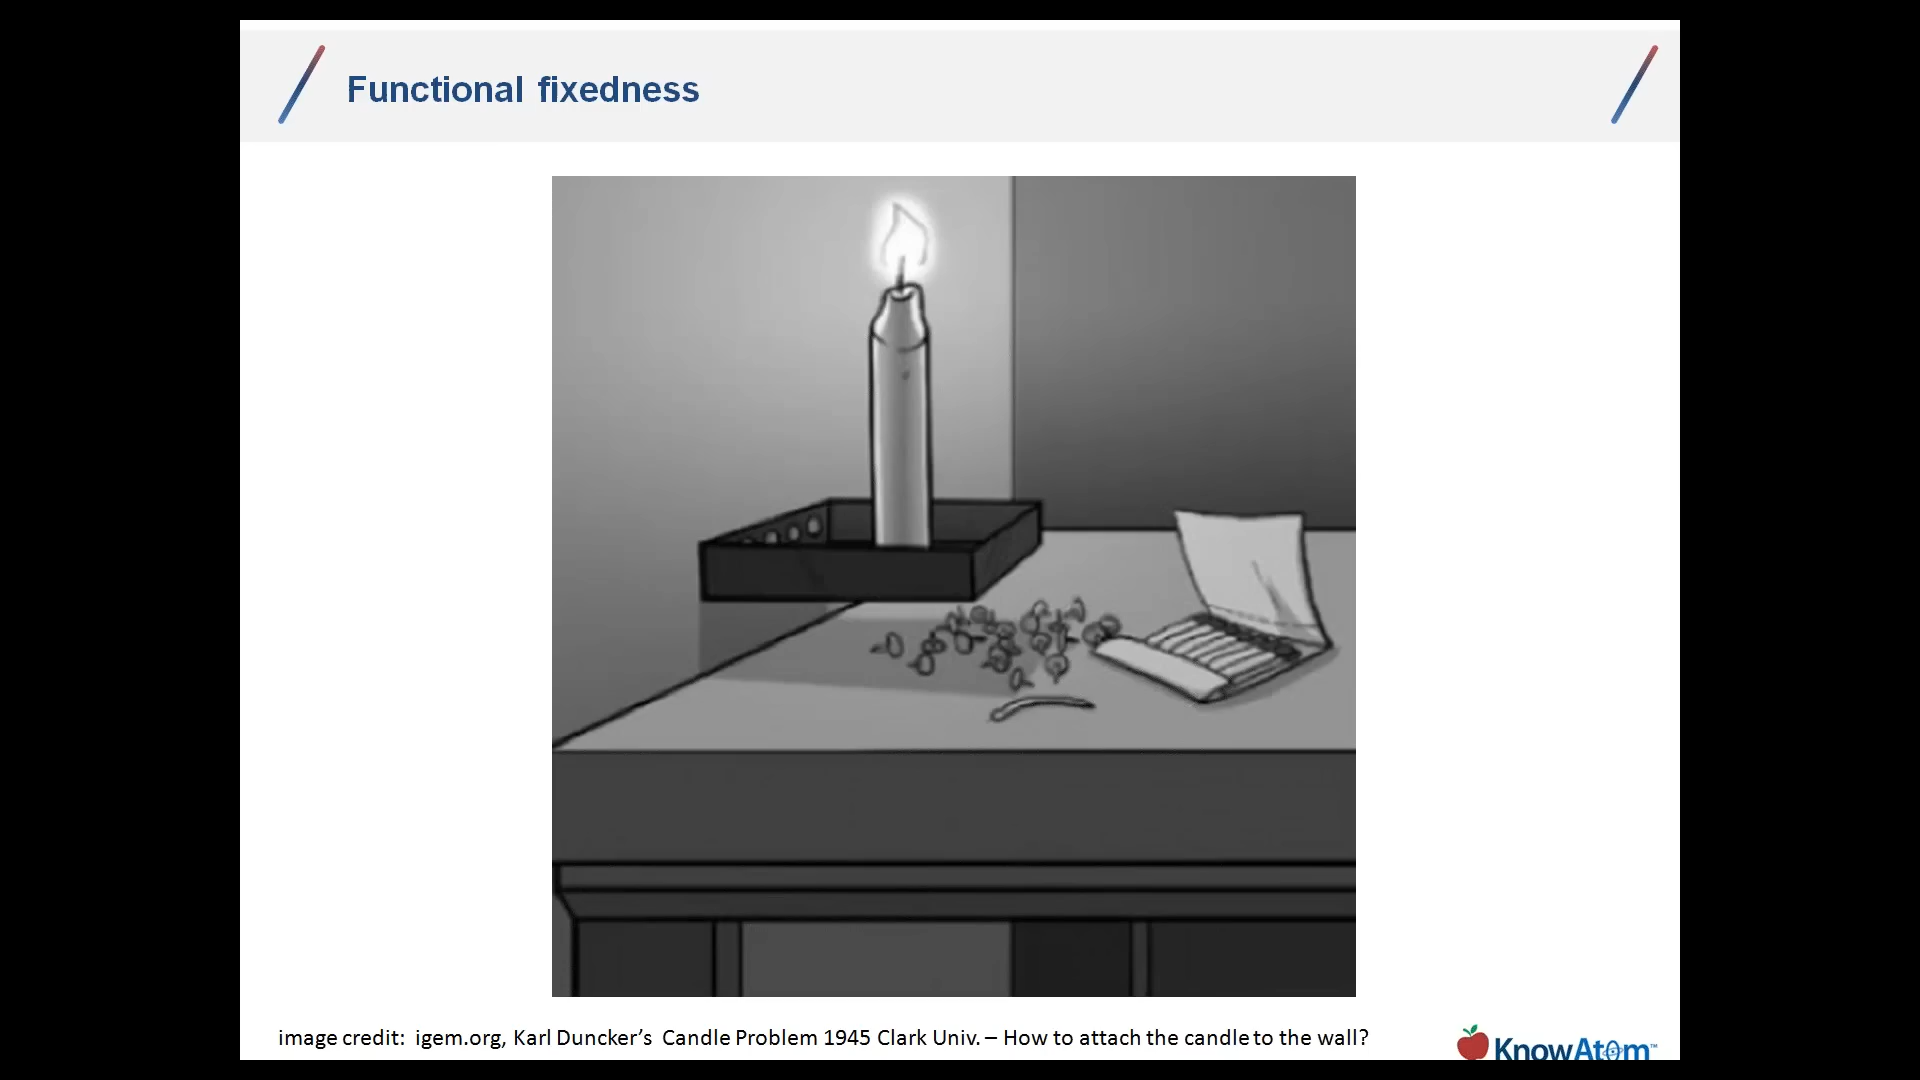 Functional fixedness
image credit: igem.org, Karl Duncker's Candle Problem 1945 Clark Univ. – How to attach the candle to the wall?
KnowAtom™